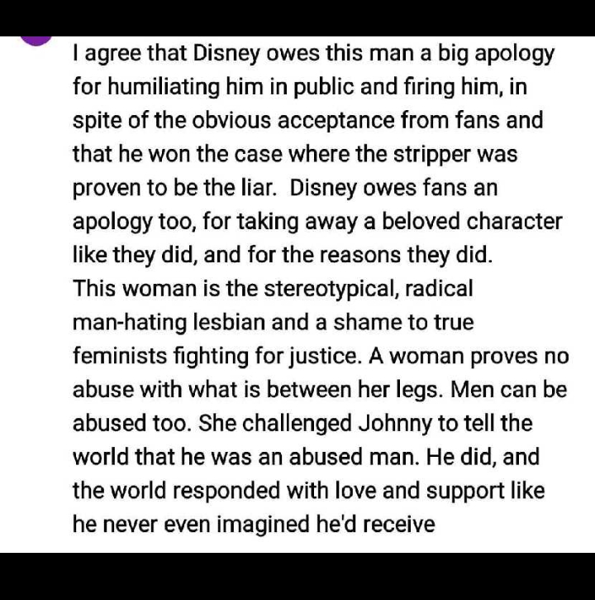 I agree that Disney owes this man a big apology
for humiliating him in public and firing him, in
spite of the obvious acceptance from fans and
that he won the case where the stripper was
proven to be the liar.  Disney owes fans an
apology too, for taking away a beloved character
like they did, and for the reasons they did.
This woman is the stereotypical, radical
man-hating lesbian and a shame to true
feminists fighting for justice. A woman proves no
abuse with what is between her legs. Men can be
abused too. She challenged Johnny to tell the
world that he was an abused man. He did, and
the world responded with love and support like
he never even imagined he'd receive